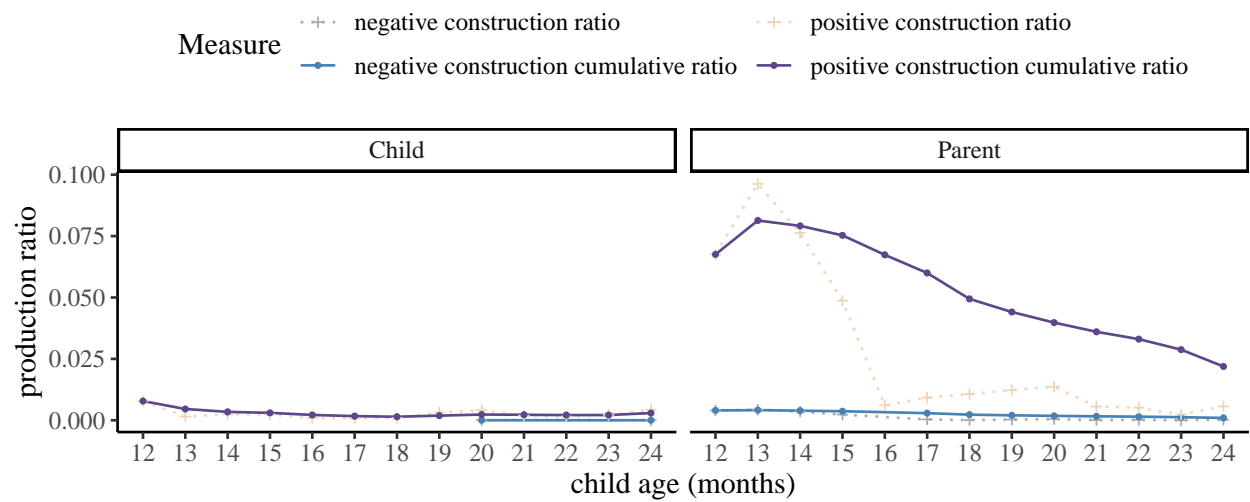 Measure
negative construction ratio
positive construction ratio
negative construction cumulative ratio
positive construction cumulative ratio
Child
Parent
production ratio
0.100
0.075
0.050
0.025
0.000
12 13 14 15 16 17 18 19 20 21 22 23 24
12 13 14 15 16 17 18 19 20 21 22 23 24
child age (months)